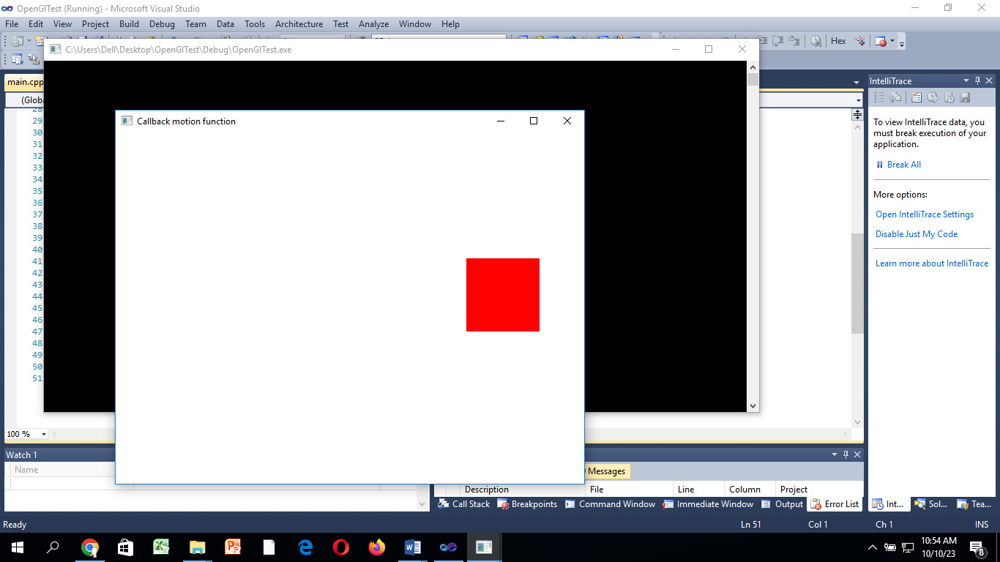 OpenGlTest (Running) - Microsoft Visual Studio
File Edit View Project Build Debug Team Data Tools Architecture Test Analyze Window Help
Hex
C:\Users\Dell\Desktop\OpenGlTest\Debug\OpenGlTest.exe
main.cpp
IntelliTrace
(Globa
28
29
30
31
32
33
34
35
36
37
38
39
40
41
42
43
44
45
46
47
48
49
50
51
Callback motion function
To view IntelliTrace data, you
must break execution of your
application.
Break All
More options:
Open IntelliTrace Settings
Disable Just My Code
Learn more about IntelliTrace
100 %
Watch 1
Name
Messages
Description File Line Column Project
Call Stack Breakpoints Command Window Immediate Window Output Error List
Int... Sol... Tea...
Ready Ln 51 Col 1 Ch 1 INS
10:54 AM
10/10/23
8